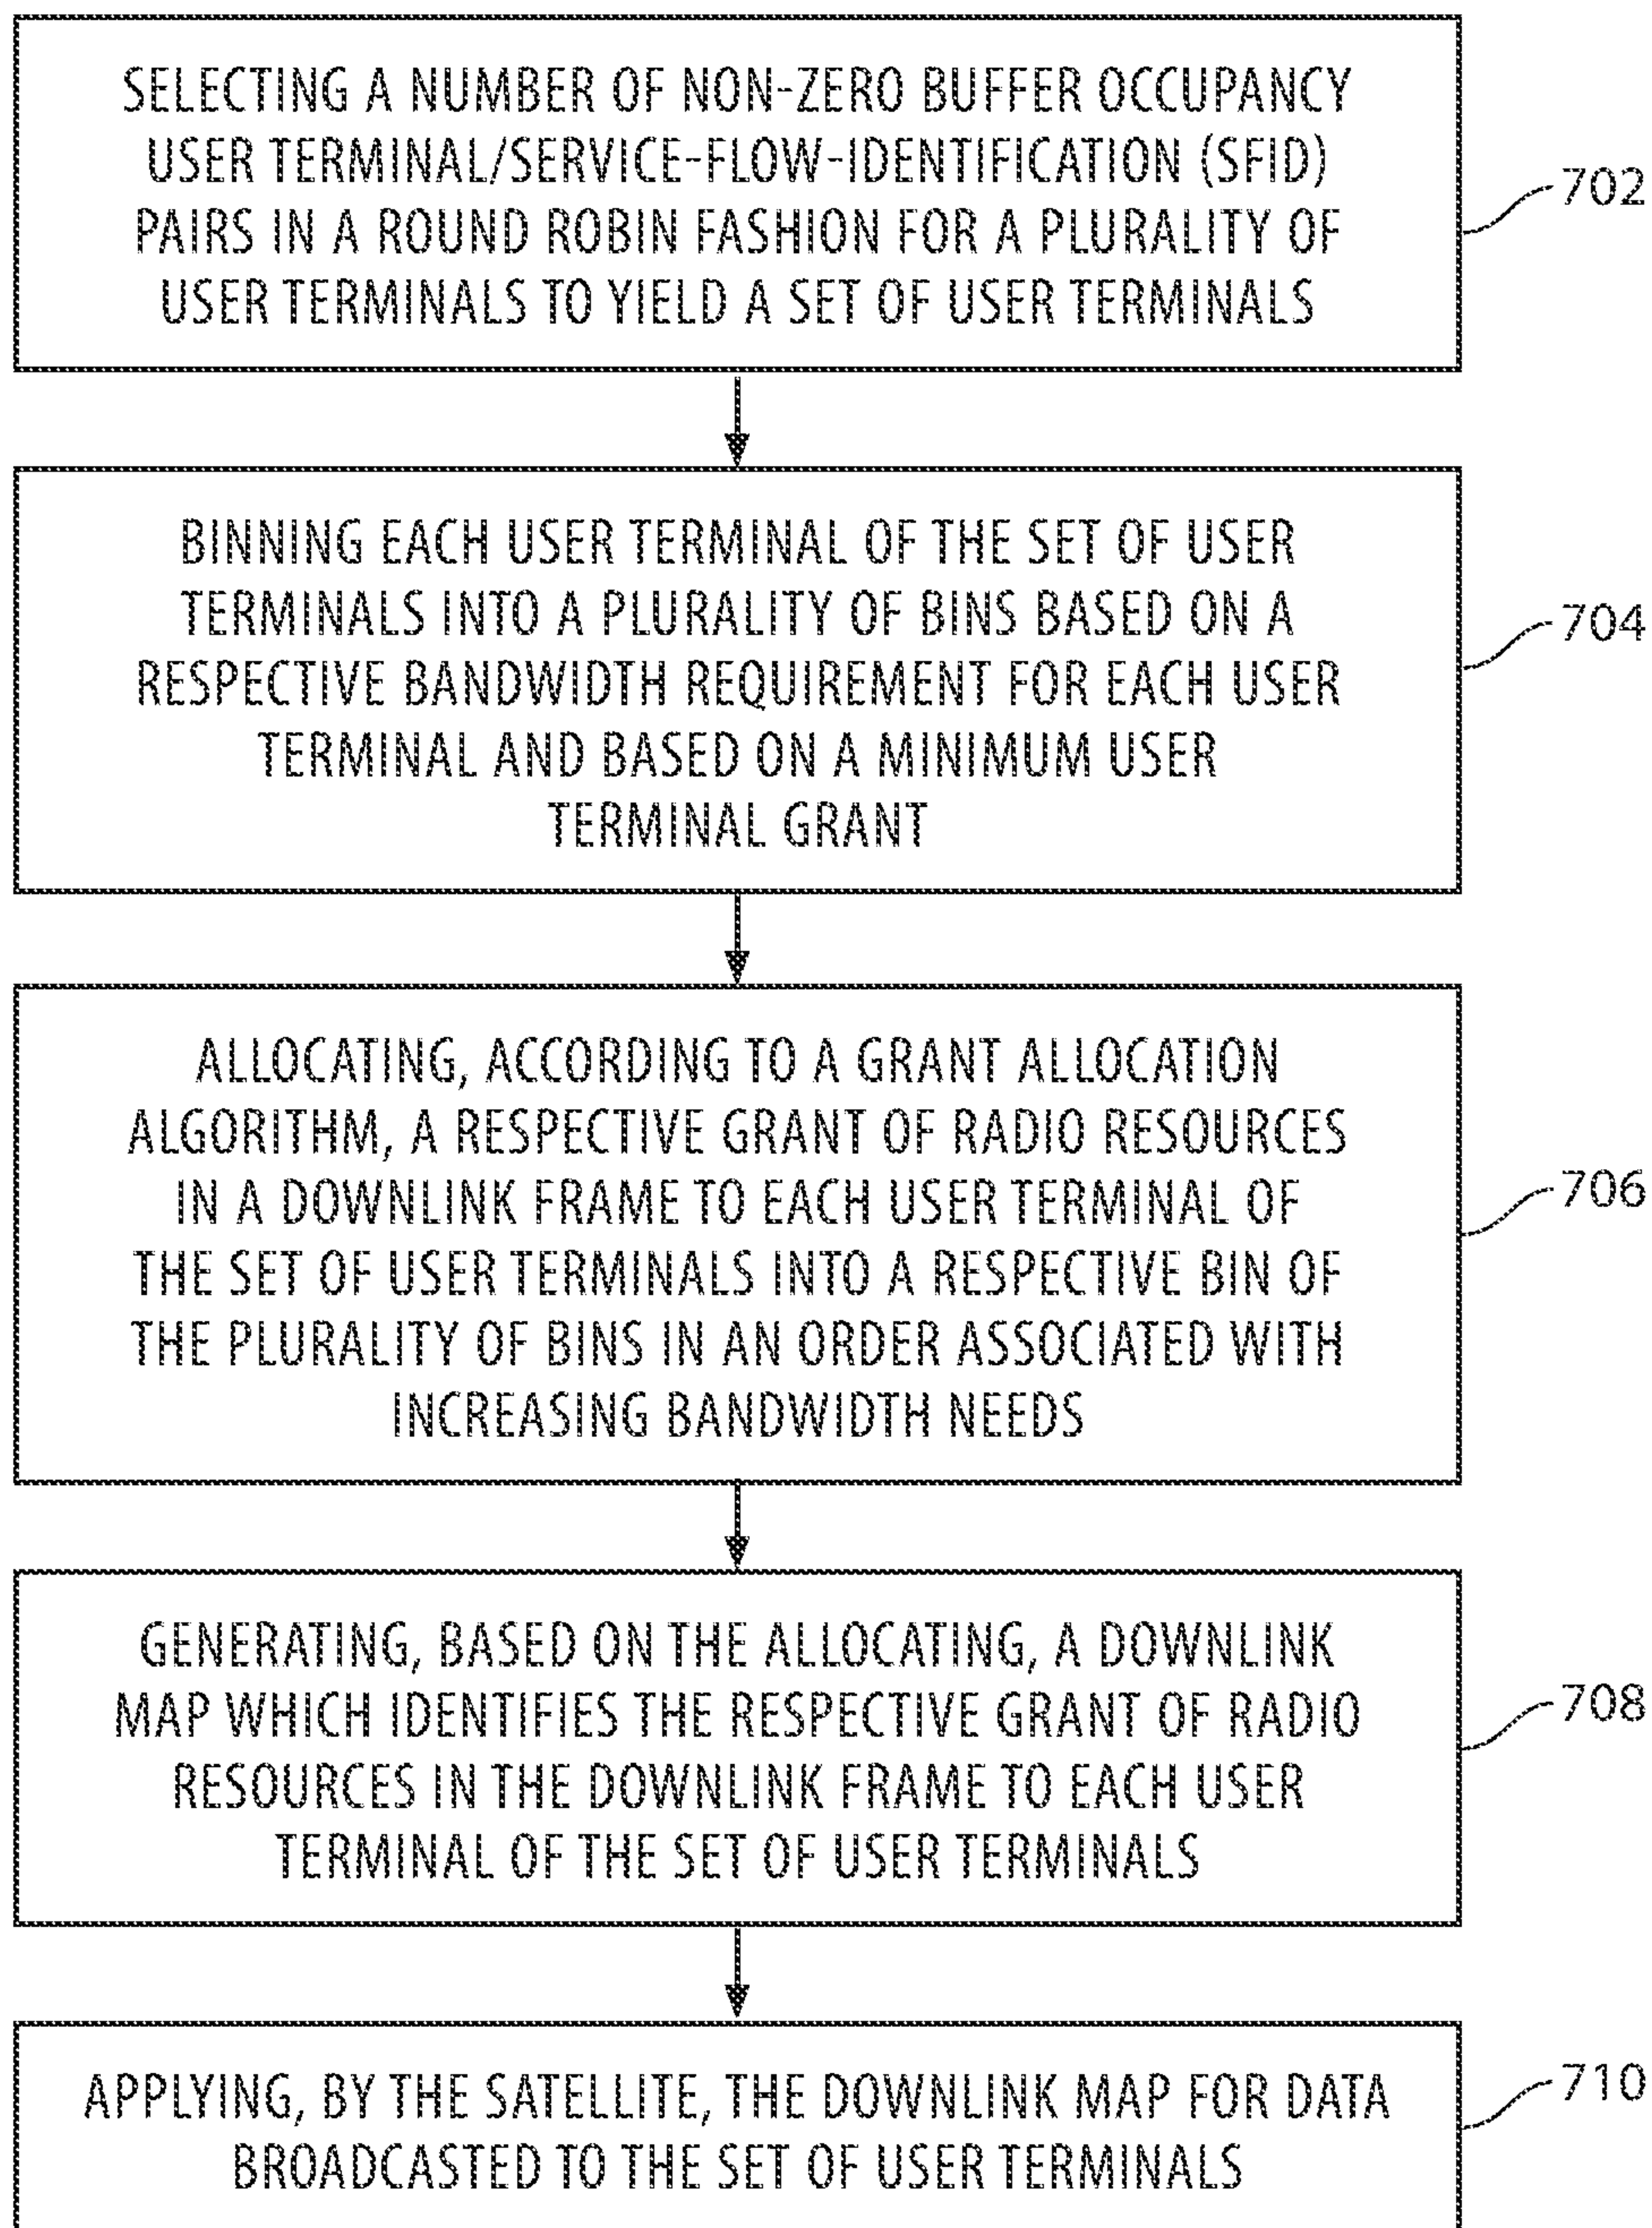 SELECTING A NUMBER OF NON-ZERO BUFFER OCCUPANCY
USER TERMINAL/SERVICE-FLOW-IDENTIFICATION (SFID)
PAIRS IN A ROUND ROBIN FASHION FOR A PLURALITY OF
USER TERMINALS TO YIELD A SET OF USER TERMINALS
702
BINNING EACH USER TERMINAL OF THE SET OF USER
TERMINALS INTO A PLURALITY OF BINS BASED ON A
RESPECTIVE BANDWIDTH REQUIREMENT FOR EACH USER
TERMINAL AND BASED ON A MINIMUM USER
TERMINAL GRANT
704
ALLOCATING, ACCORDING TO A GRANT ALLOCATION
ALGORITHM, A RESPECTIVE GRANT OF RADIO RESOURCES
IN A DOWNLINK FRAME TO EACH USER TERMINAL OF
THE SET OF USER TERMINALS INTO A RESPECTIVE BIN OF
THE PLURALITY OF BINS IN AN ORDER ASSOCIATED WITH
INCREASING BANDWIDTH NEEDS
706
GENERATING, BASED ON THE ALLOCATING, A DOWNLINK
MAP WHICH IDENTIFIES THE RESPECTIVE GRANT OF RADIO
RESOURCES IN THE DOWNLINK FRAME TO EACH USER
TERMINAL OF THE SET OF USER TERMINALS
708
APPLYING, BY THE SATELLITE, THE DOWNLINK MAP FOR DATA
BROADCASTED TO THE SET OF USER TERMINALS
710